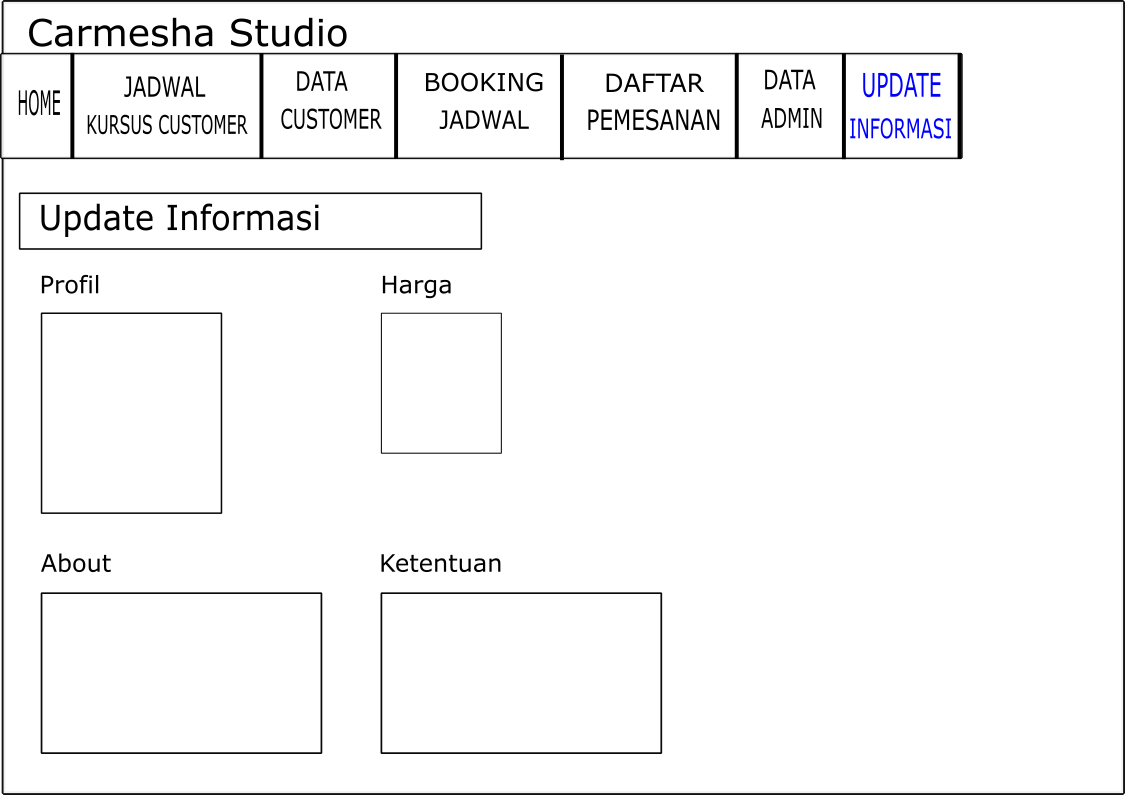 Carmesha Studio
HOME
JADWAL
KURSUS CUSTOMER
DATA
CUSTOMER
BOOKING
JADWAL
DAFTAR
PEMESANAN
DATA
ADMIN
UPDATE
INFORMASI
Update Informasi
Profil
Harga
About
Ketentuan